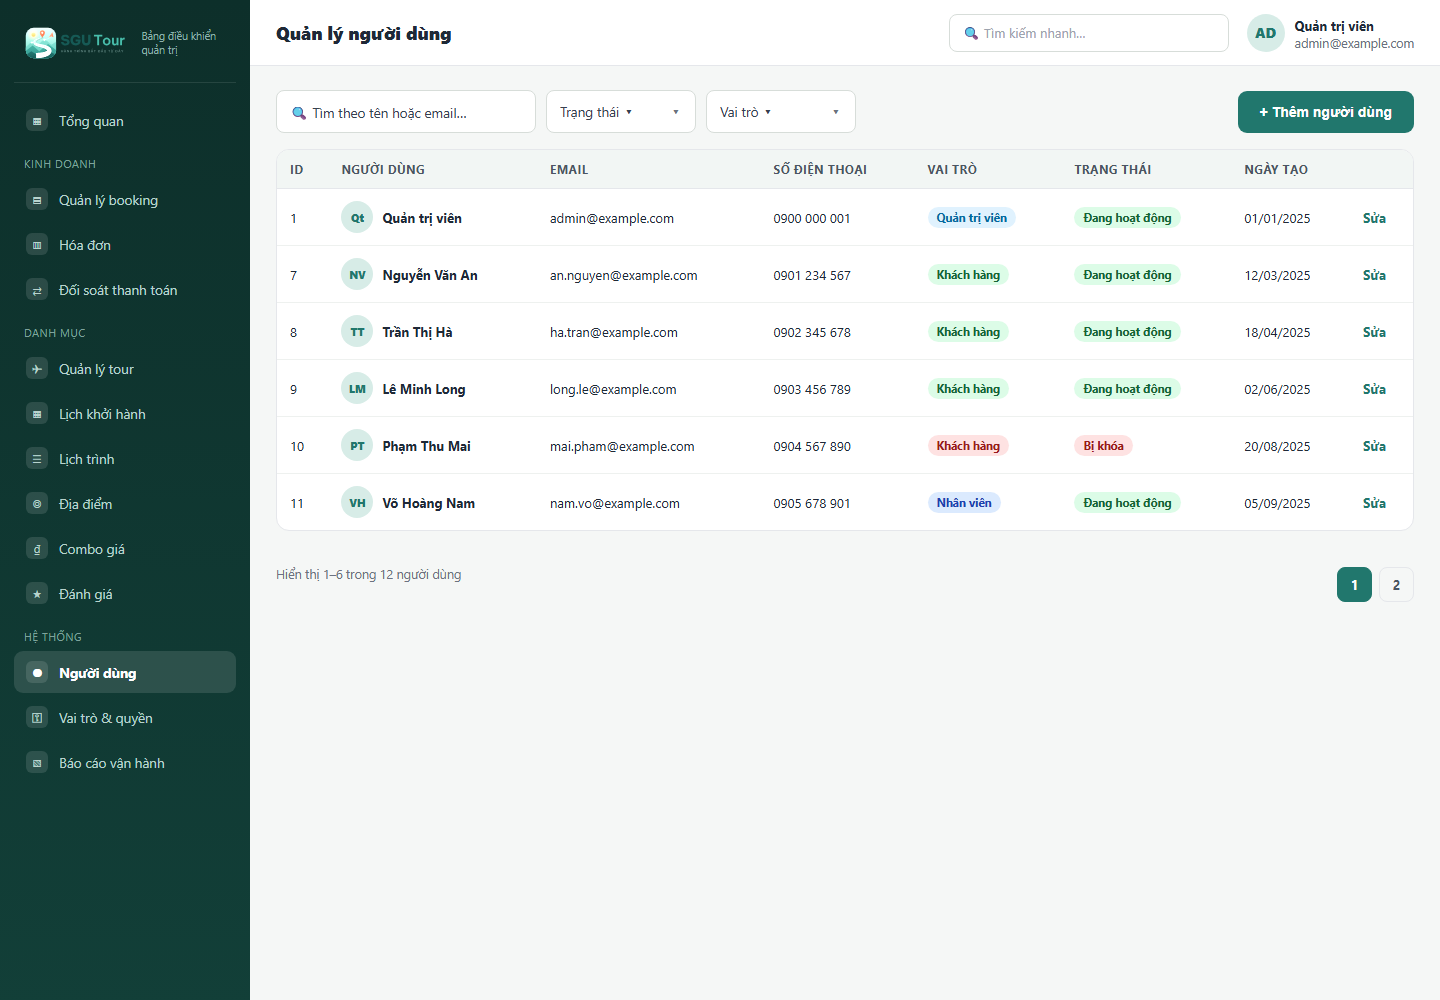 SGU Tour
Bảng điều khiển
quản trị
Tổng quan
KINH DOANH
Quản lý booking
Hóa đơn
Đối soát thanh toán
DANH MỤC
Quản lý tour
Lịch khởi hành
Lịch trình
Địa điểm
Combo giá
Đánh giá
HỆ THỐNG
Người dùng
Vai trò & quyền
Báo cáo vận hành
Quản lý người dùng
Tìm kiếm nhanh...
AD
Quản trị viên
admin@example.com
Tìm theo tên hoặc email...
Trạng thái
Vai trò
+ Thêm người dùng
ID NGƯỜI DÙNG EMAIL SỐ ĐIỆN THOẠI VAI TRÒ TRẠNG THÁI NGÀY TẠO
1 Qt Quản trị viên admin@example.com 0900 000 001 Quản trị viên Đang hoạt động 01/01/2025 Sửa
7 NV Nguyễn Văn An an.nguyen@example.com 0901 234 567 Khách hàng Đang hoạt động 12/03/2025 Sửa
8 TT Trần Thị Hà ha.tran@example.com 0902 345 678 Khách hàng Đang hoạt động 18/04/2025 Sửa
9 LM Lê Minh Long long.le@example.com 0903 456 789 Khách hàng Đang hoạt động 02/06/2025 Sửa
10 PT Phạm Thu Mai mai.pham@example.com 0904 567 890 Khách hàng Bị khóa 20/08/2025 Sửa
11 VH Võ Hoàng Nam nam.vo@example.com 0905 678 901 Nhân viên Đang hoạt động 05/09/2025 Sửa
Hiển thị 1–6 trong 12 người dùng
1 2